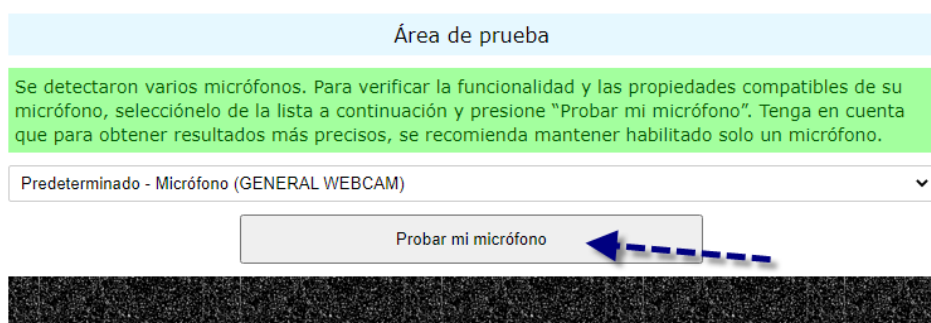 Área de prueba
Se detectaron varios micrófonos. Para verificar la funcionalidad y las propiedades compatibles de su
micrófono, selecciónelo de la lista a continuación y presione “Probar mi micrófono”. Tenga en cuenta
que para obtener resultados más precisos, se recomienda mantener habilitado solo un micrófono.
Predeterminado - Micrófono (GENERAL WEBCAM)
Probar mi micrófono